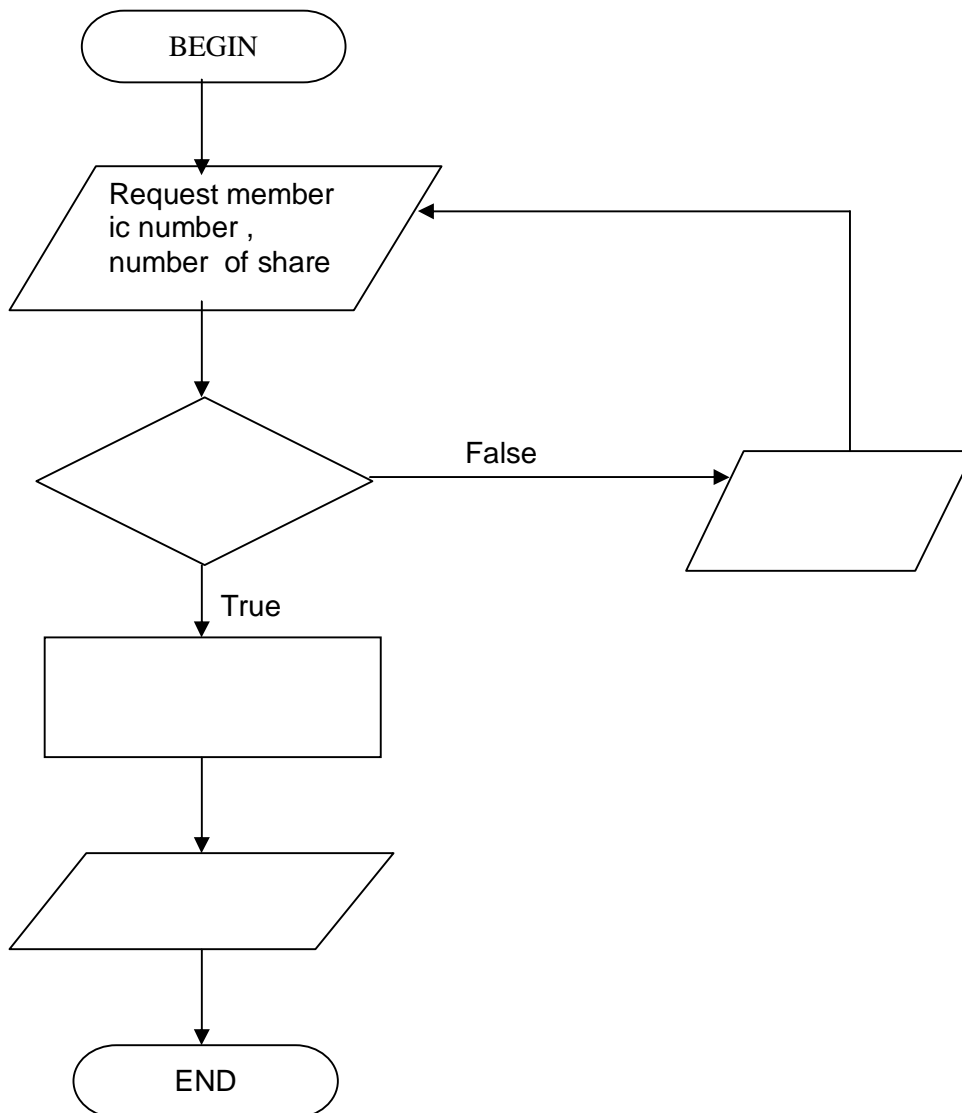 BEGIN
Request member
ic number ,
number of share
False
True
END